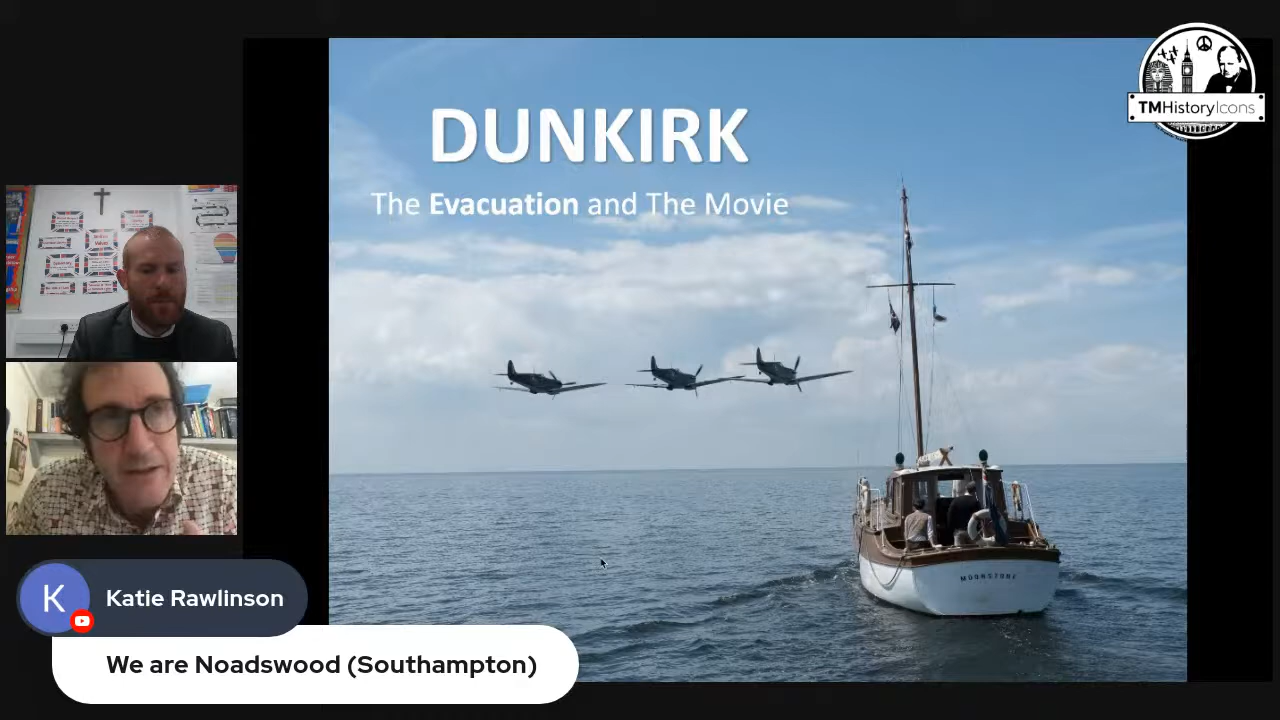 DUNKIRK
The Evacuation and The Movie
TMHistoryIcons
MOONSTONE
K
Katie Rawlinson
We are Noadswood (Southampton)